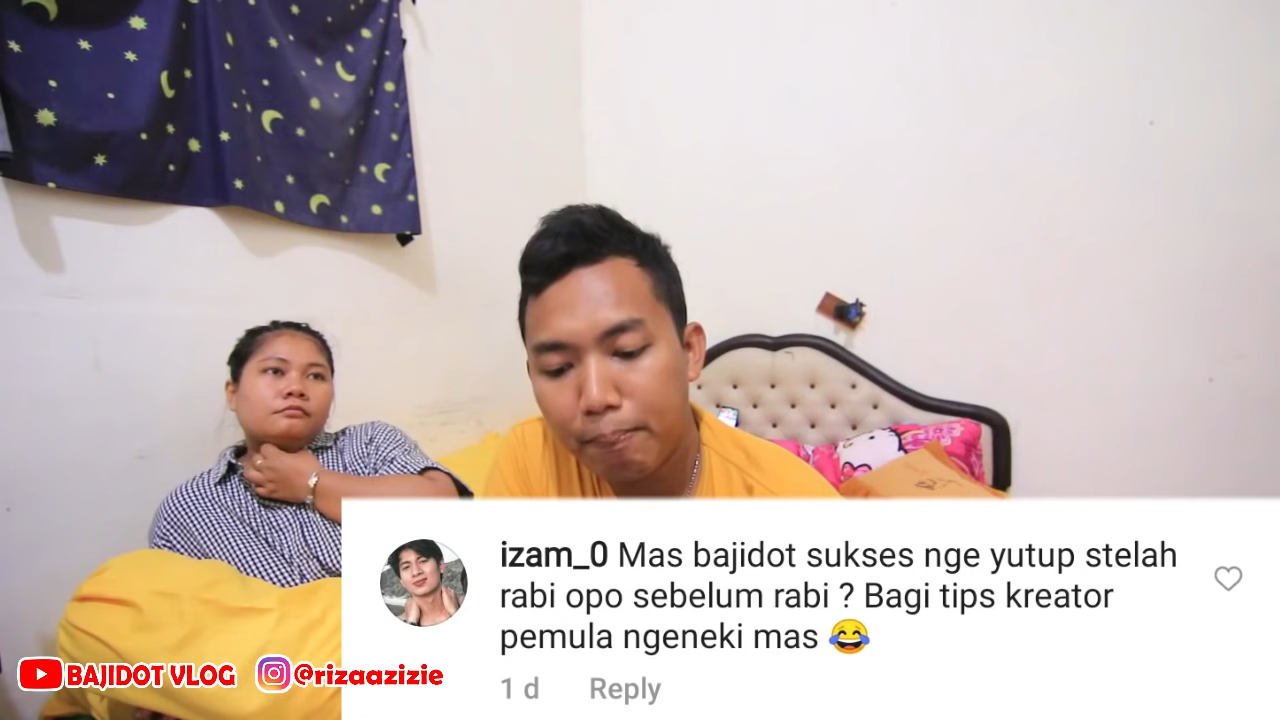 izam_0 Mas bajidot sukses nge yutup stelah
rabi opo sebelum rabi ? Bagi tips kreator
pemula ngeneki mas 😂
1 d Reply
BAJIDOT VLOG @rizaazizie